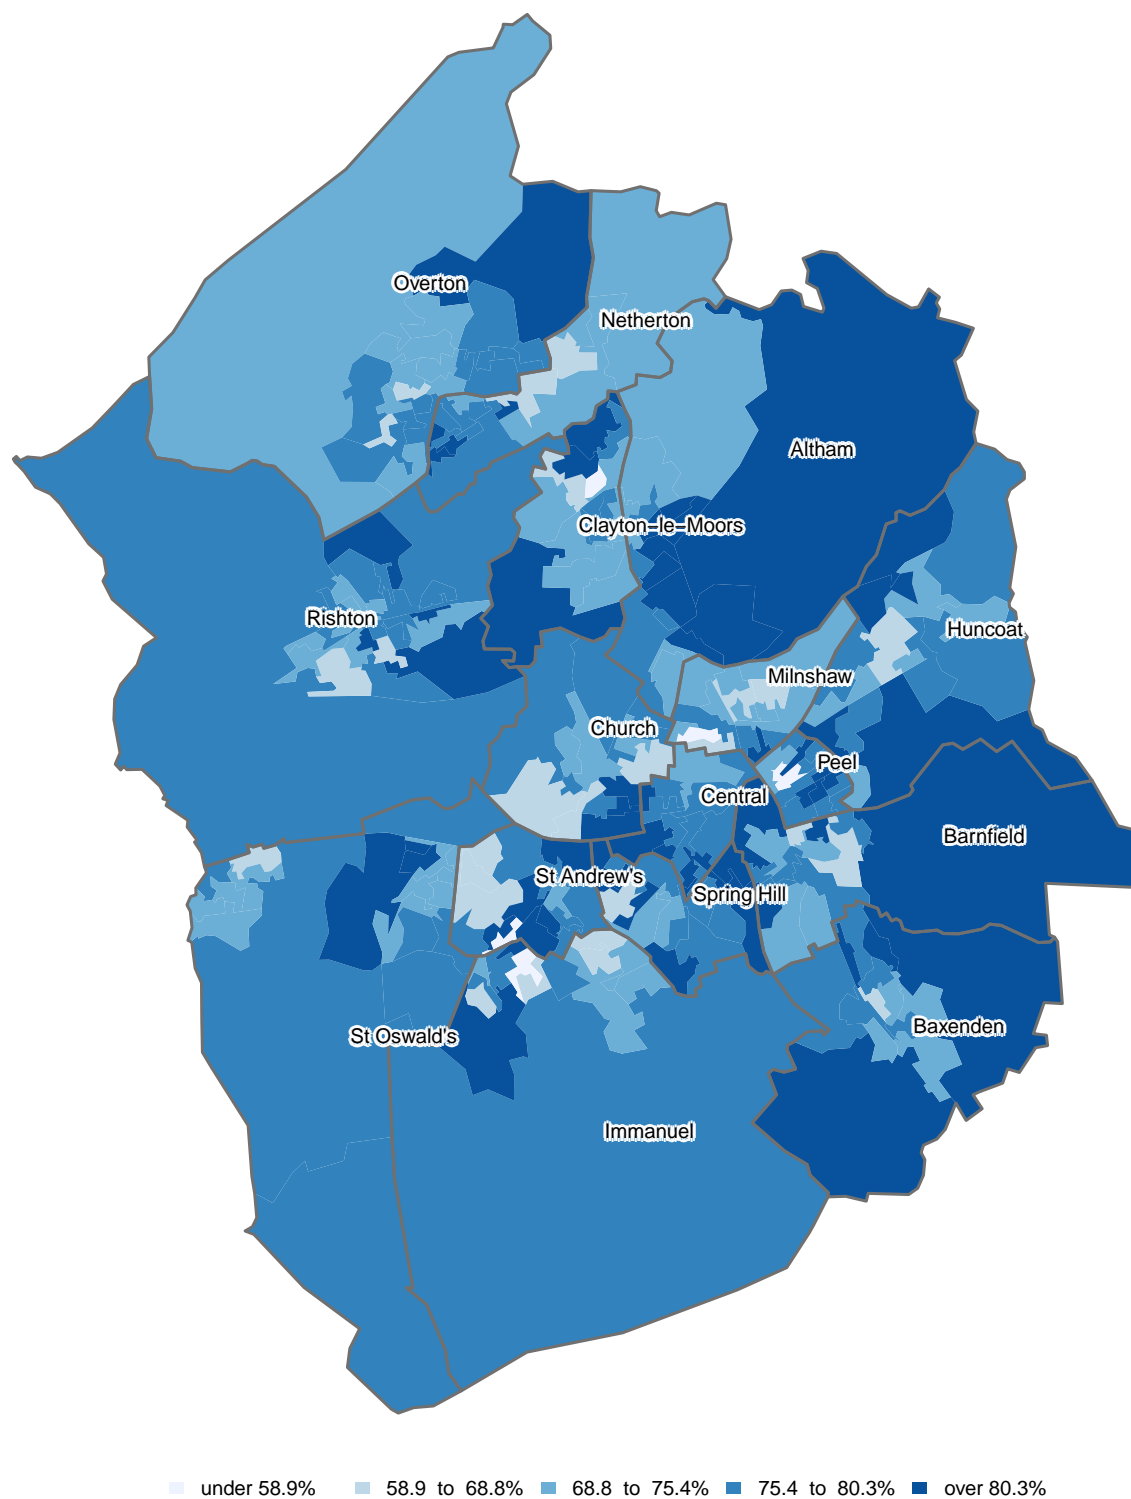 Overton
Netherton
Altham
Clayton−le−Moors
Rishton
Huncoat
Milnshaw
Church
Peel
Central
Barnfield
St Andrew's
Spring Hill
Baxenden
St Oswald's
Immanuel
under 58.9% 58.9 to 68.8% 68.8 to 75.4% 75.4 to 80.3% over 80.3%